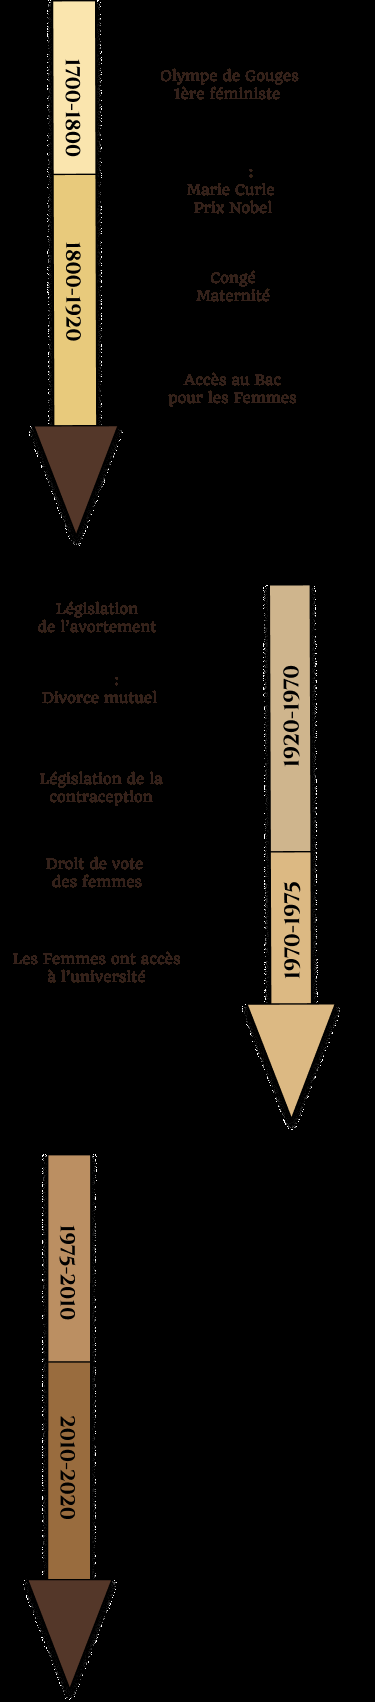 1700-1800
Olympe de Gouges
1ère féministe
:
Marie Curie
Prix Nobel
1800-1920
Congé
Maternité
Accès au Bac
pour les Femmes
Législation
de l'avortement
:
Divorce mutuel
1920-1970
Législation de la
contraception
Droit de vote
des femmes
1970-1975
Les Femmes ont accès
à l'université
1975-2010
2010-2020